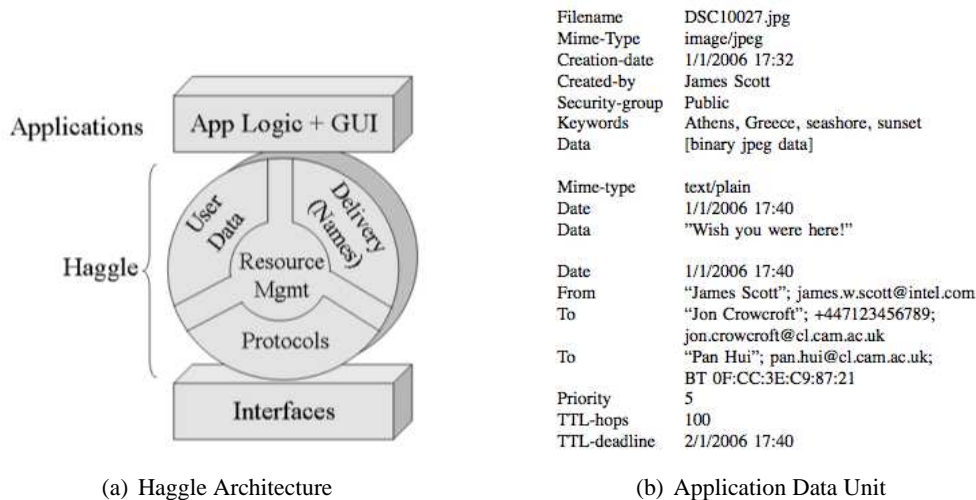 Applications
App Logic + GUI
Haggle
User
Data
Delivery
(Names)
Resource
Mgmt
Protocols
Interfaces
(a) Haggle Architecture
Filename DSC10027.jpg
Mime-Type image/jpeg
Creation-date 1/1/2006 17:32
Created-by James Scott
Security-group Public
Keywords Athens, Greece, seashore, sunset
Data [binary jpeg data]
Mime-type text/plain
Date 1/1/2006 17:40
Data ”Wish you were here!”
Date 1/1/2006 17:40
From “James Scott”; james.w.scott@intel.com
To “Jon Crowcroft”; +447123456789;
jon.crowcroft@cl.cam.ac.uk
To “Pan Hui”; pan.hui@cl.cam.ac.uk;
BT 0F:CC:3E:C9:87:21
Priority 5
TTL-hops 100
TTL-deadline 2/1/2006 17:40
(b) Application Data Unit